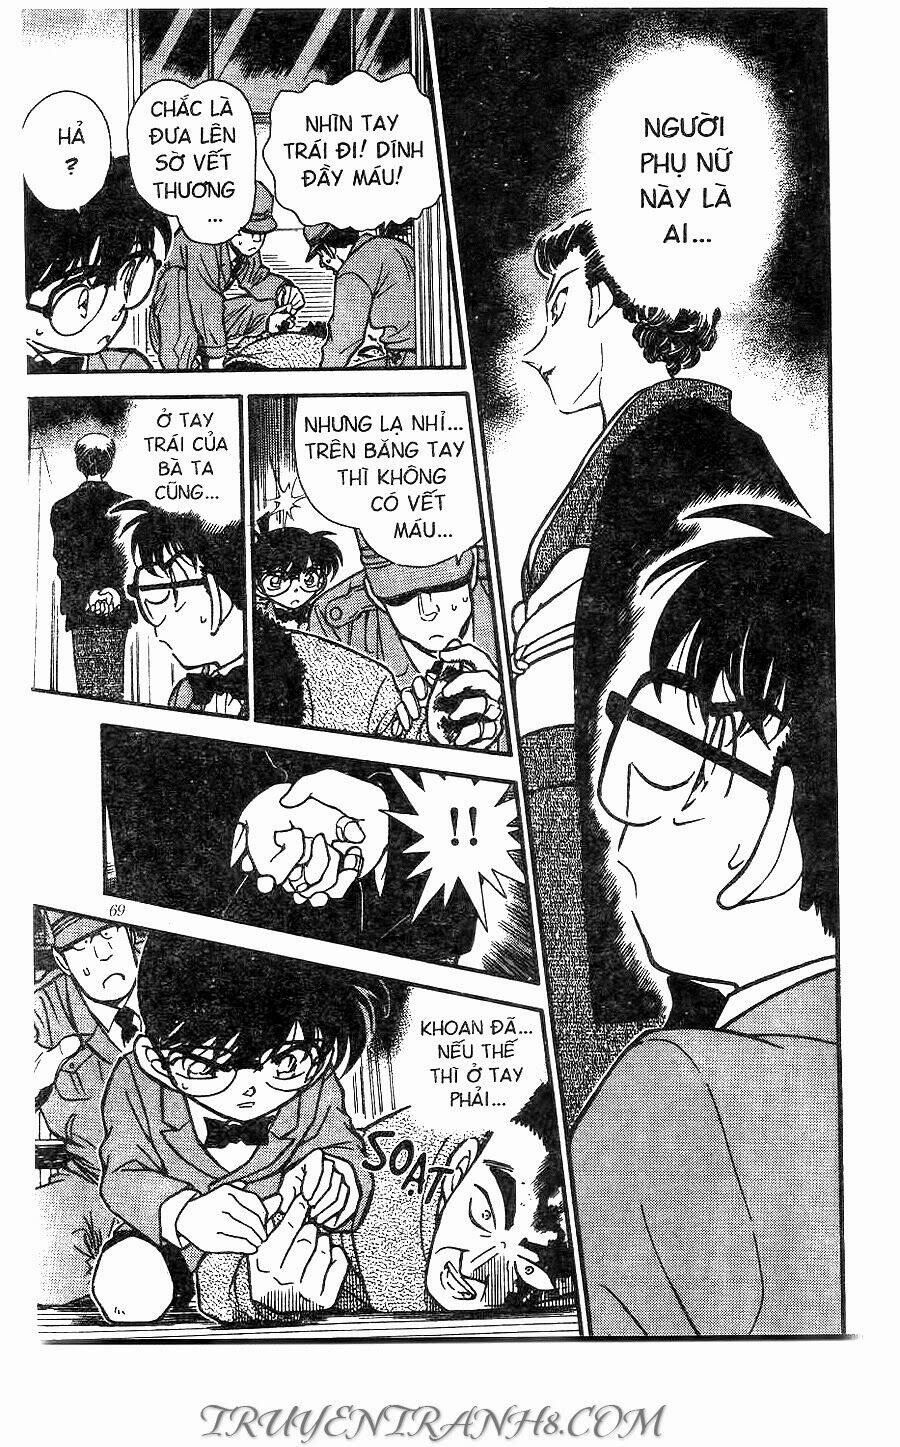 NGƯỜI
PHỤ NỮ
NÀY LÀ
AI...
NHÌN TAY
TRÁI ĐI! DÍNH
ĐẦY MÁU!
CHẮC LÀ
ĐƯA LÊN
SỜ VẾT
THƯƠNG
...
HẢ
?
NHƯNG LẠ NHỈ...
TRÊN BĂNG TAY
THÌ KHÔNG
CÓ VẾT
MÁU...
Ở TAY
TRÁI CỦA
BÀ TA
CŨNG...
!!
69
KHOAN ĐÃ...
NẾU THẾ
THÌ Ở TAY
PHẢI...
SOẠT
TRUYENTRANH8.COM